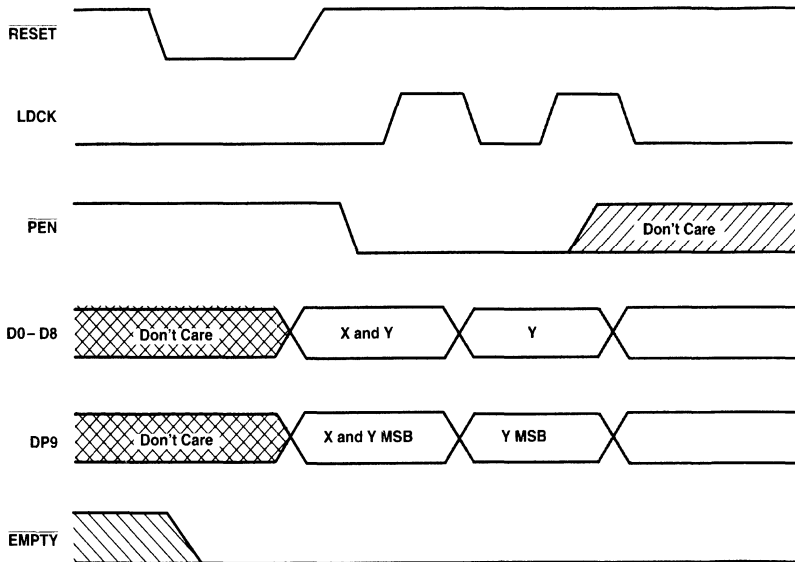 RESET
LDCK
PEN
Don't Care
D0–D8
Don't Care
X and Y
Y
DP9
Don't Care
X and Y MSB
Y MSB
EMPTY